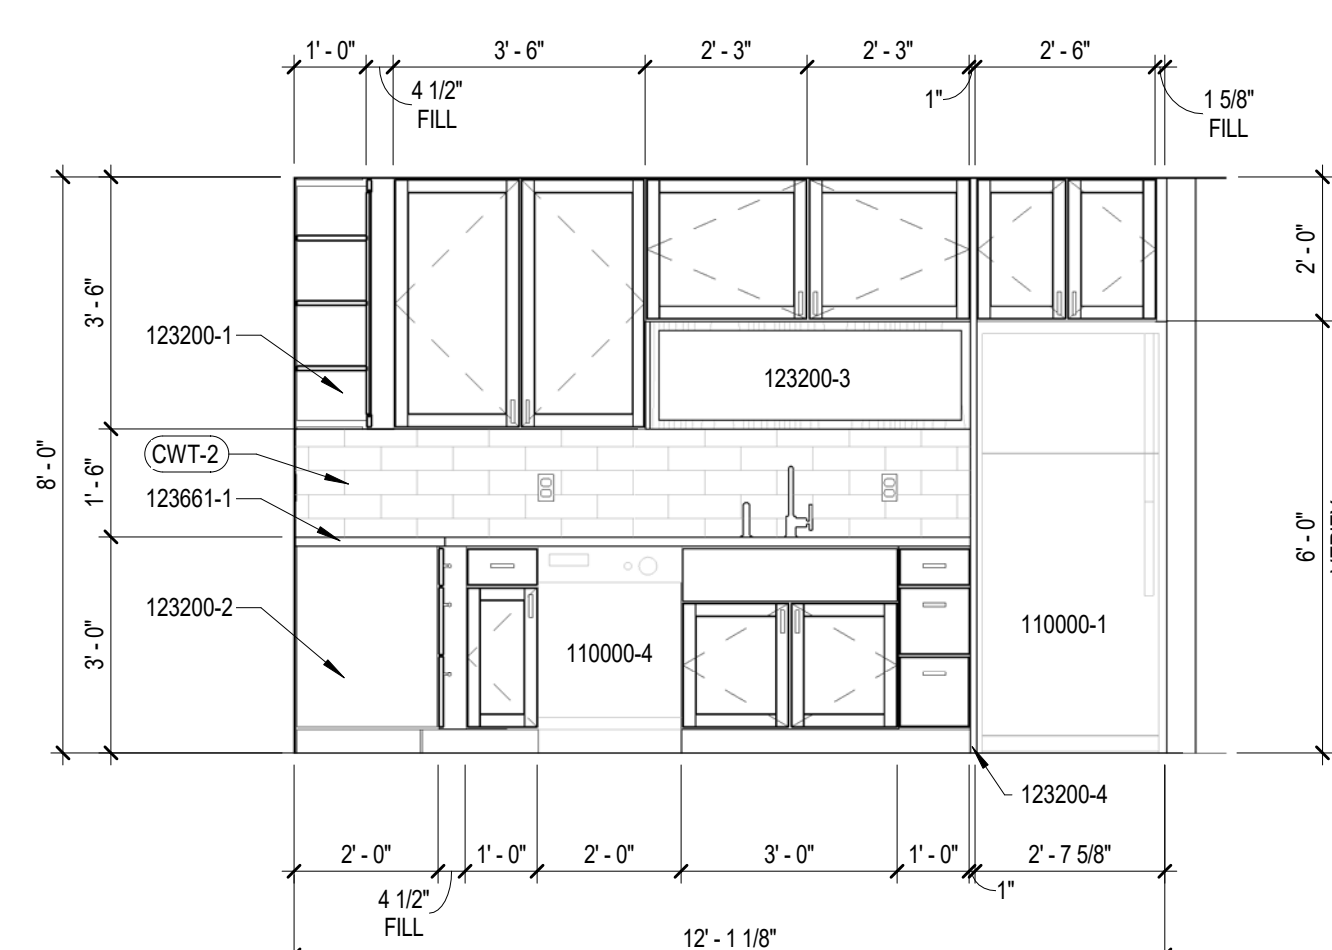 1' - 0"
3' - 6"
2' - 3"
2' - 3"
2' - 6"
4 1/2"
FILL
1"
1 5/8"
FILL
3' - 6"
2' - 0"
123200-1
123200-3
8' - 0"
1' - 6"
CWT-2
123661-1
6' - 0"
123200-2
3' - 0"
110000-4
110000-1
123200-4
2' - 0"
1' - 0"
2' - 0"
3' - 0"
1' - 0"
2' - 7 5/8"
4 1/2"
FILL
1"
12' - 1 1/8"